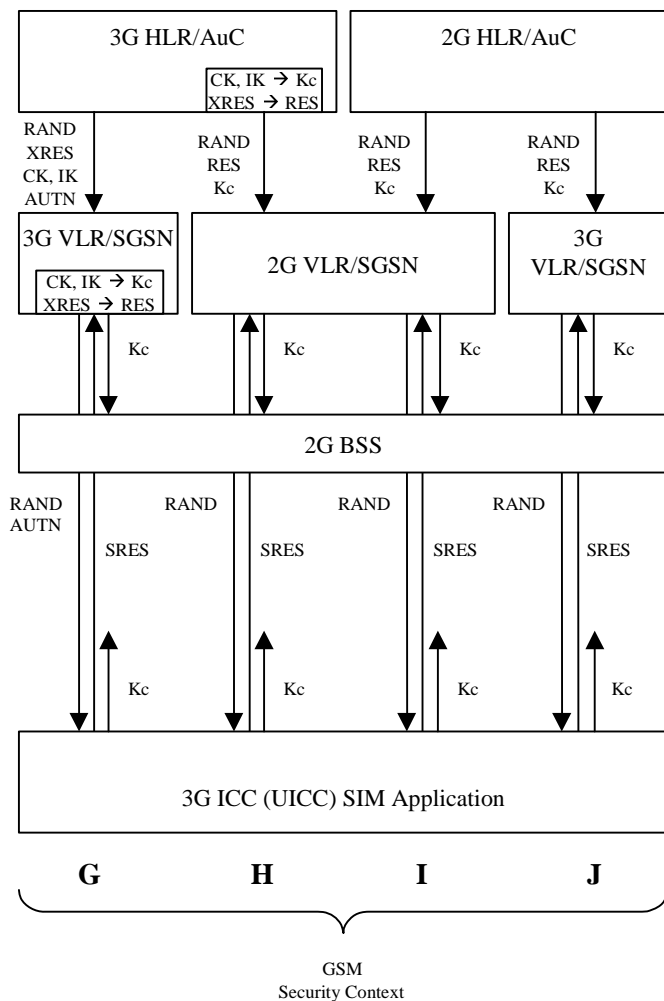 3G HLR/AuC
2G HLR/AuC
CK, IK → Kc
XRES → RES
RAND
XRES
CK, IK
AUTN
RAND
RES
Kc
RAND
RES
Kc
RAND
RES
Kc
3G VLR/SGSN
CK, IK → Kc
XRES → RES
2G VLR/SGSN
3G
VLR/SGSN
Kc
Kc
Kc
Kc
2G BSS
RAND
AUTN
RAND
RAND
RAND
SRES
SRES
SRES
SRES
Kc
Kc
Kc
Kc
3G ICC (UICC) SIM Application
G
H
I
J
GSM
Security Context